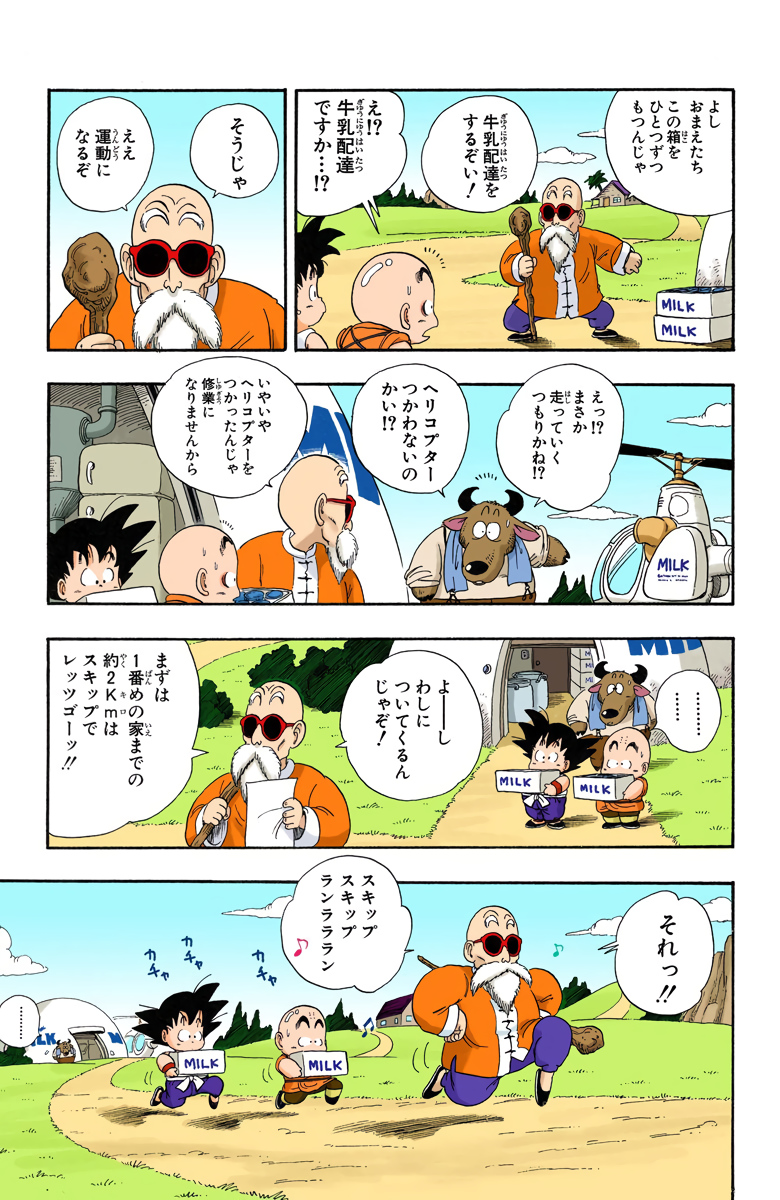 よし
おまえたち
この箱を
ひとつずつ
もつんじゃ
牛乳配達を
するぞい！
え!?
牛乳配達
ですか…!?
MILK
MILK
そうじゃ
ええ
運動に
なるぞ
えっ!?
まさか
走っていく
つもりかね!?
ヘリコプター
つかわないの
かい!?
いやいや
ヘリコプターを
つかったんじゃ
修業に
なりませんから
MILK
………
よーし
わしに
ついてくるん
じゃぞ！
まずは
1番めの家までの
約2Kmは
スキップで
レッツゴーッ!!
MILK
MILK
それっ!!
スキップ
スキップ
ランラララン
カチャ
カチャ
………
MILK
MILK